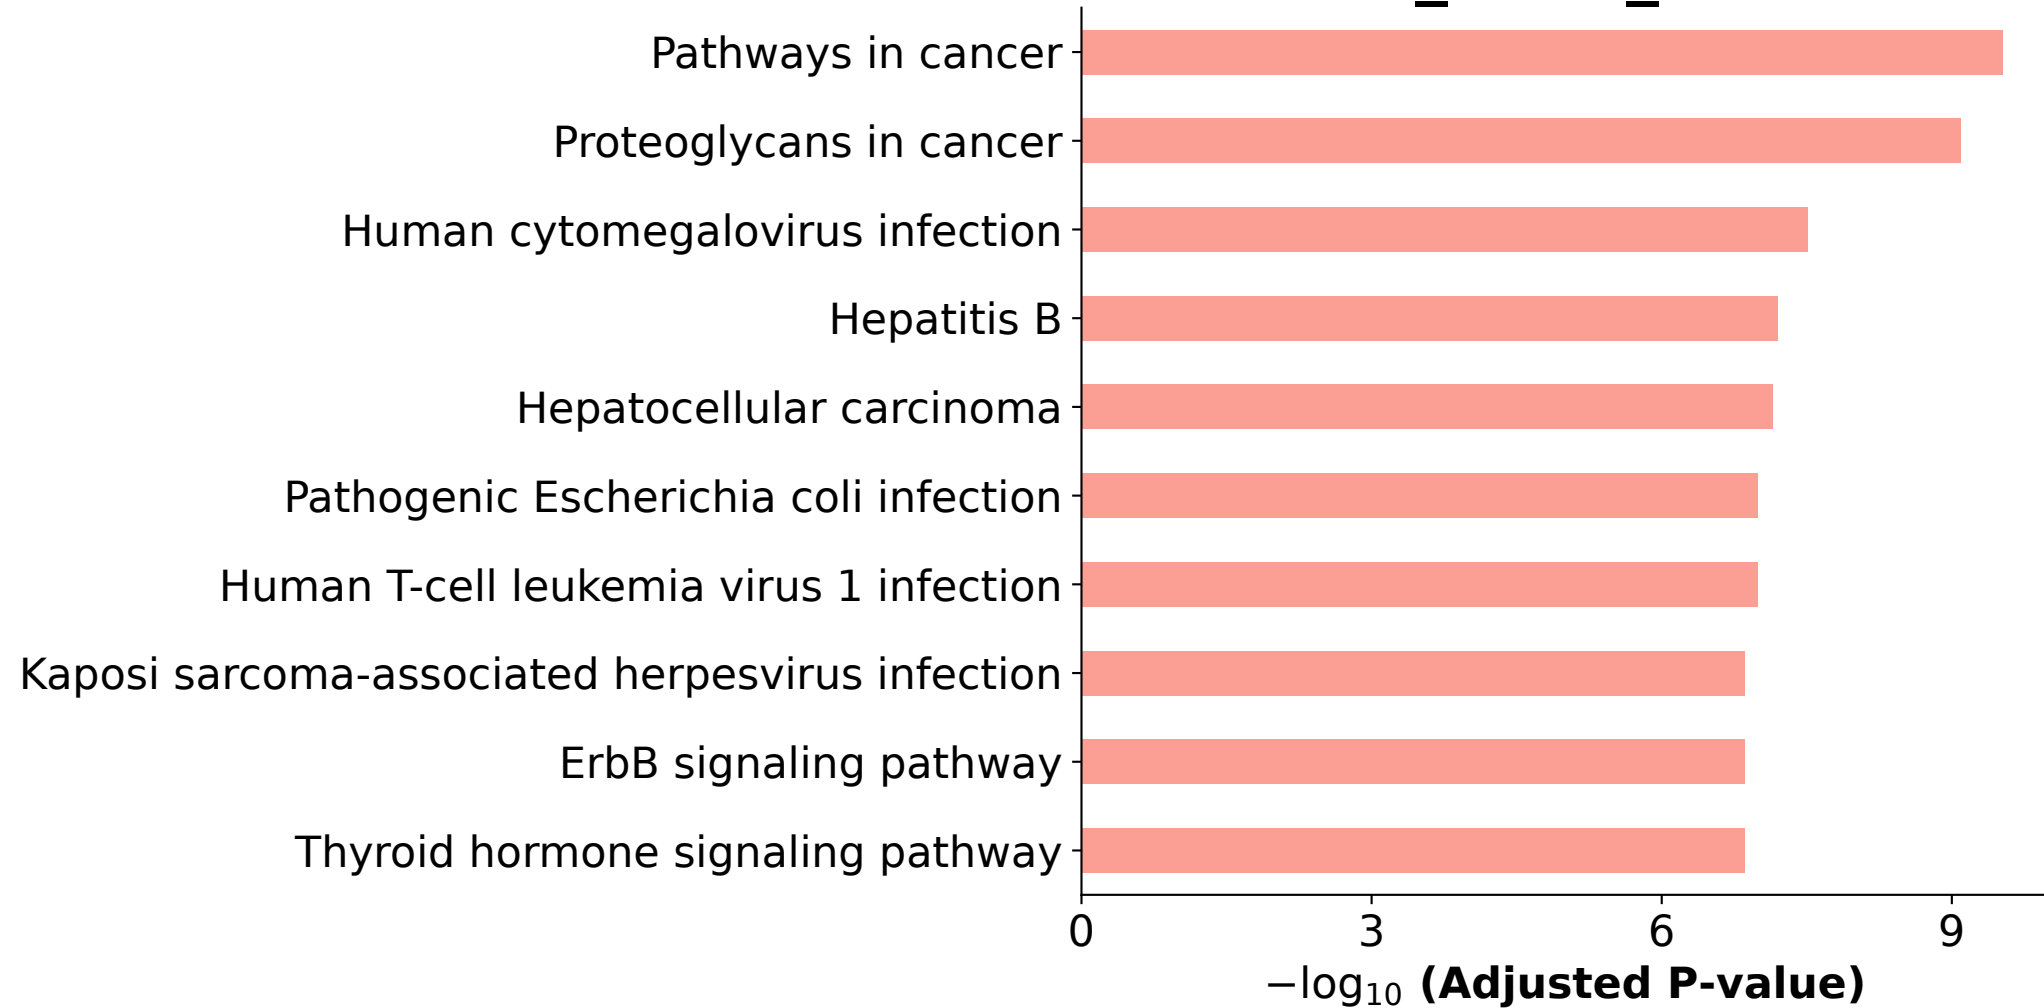 Pathways in cancer
Proteoglycans in cancer
Human cytomegalovirus infection
Hepatitis B
Hepatocellular carcinoma
Pathogenic Escherichia coli infection
Human T-cell leukemia virus 1 infection
Kaposi sarcoma-associated herpesvirus infection
ErbB signaling pathway
Thyroid hormone signaling pathway
0 3 6 9
−log₁₀ (Adjusted P-value)